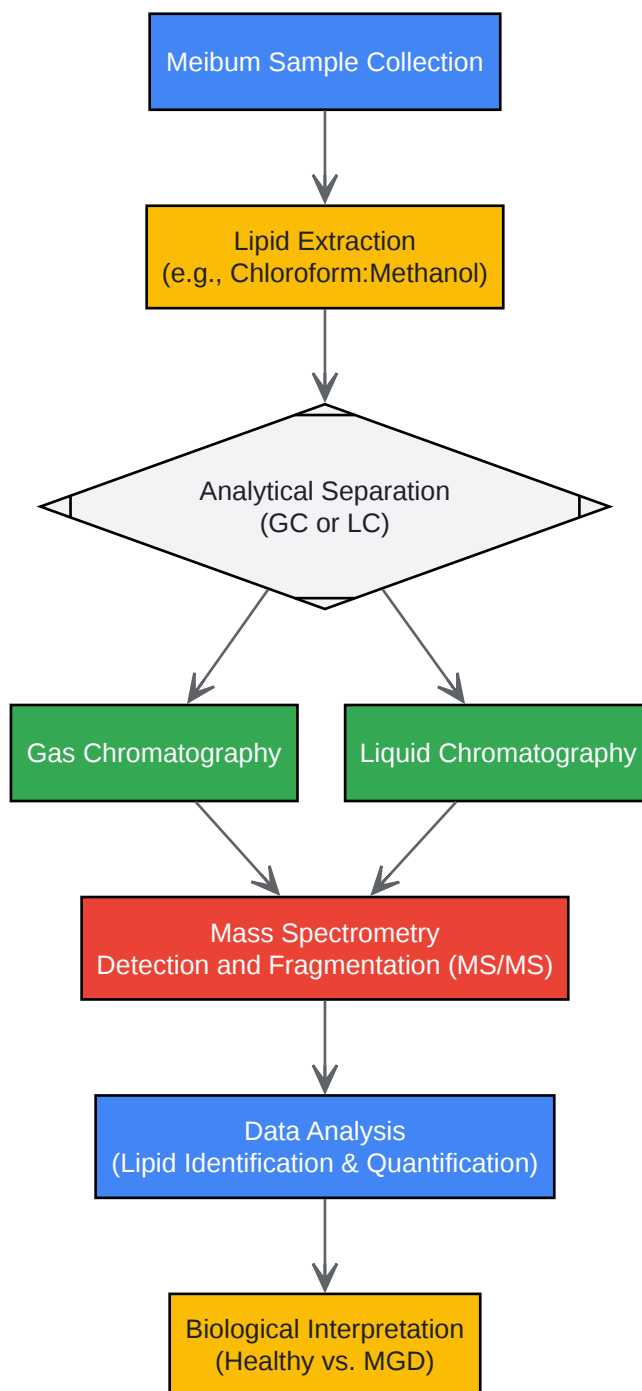 Meibum Sample Collection
Lipid Extraction
(e.g., Chloroform:Methanol)
Analytical Separation
(GC or LC)
Gas Chromatography
Liquid Chromatography
Mass Spectrometry
Detection and Fragmentation (MS/MS)
Data Analysis
(Lipid Identification & Quantification)
Biological Interpretation
(Healthy vs. MGD)